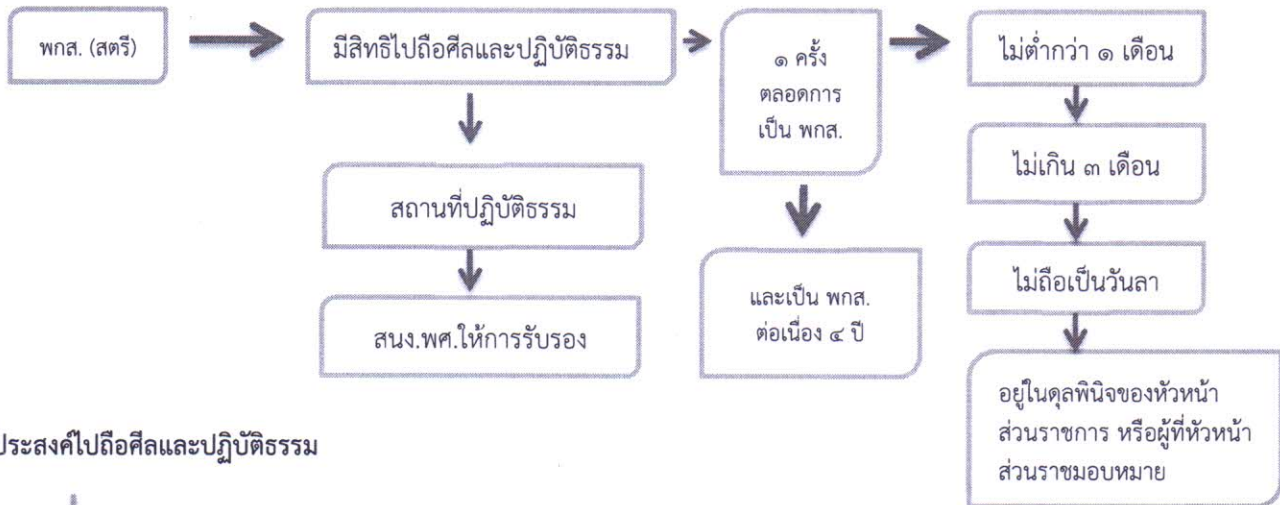 พกส. (สตรี)
มีสิทธิไปถือศีลและปฏิบัติธรรม
๑ ครั้ง
ตลอดการ
เป็น พกส.
ไม่ต่ำกว่า ๑ เดือน
ไม่เกิน ๓ เดือน
สถานที่ปฏิบัติธรรม
ไม่ถือเป็นวันลา
และเป็น พกส.
ต่อเนื่อง ๔ ปี
สนง.พศ.ให้การรับรอง
อยู่ในดุลพินิจของหัวหน้า
ส่วนราชการ หรือผู้ที่หัวหน้า
ส่วนราชมอบหมาย
ประสงค์ไปถือศีลและปฏิบัติธรรม